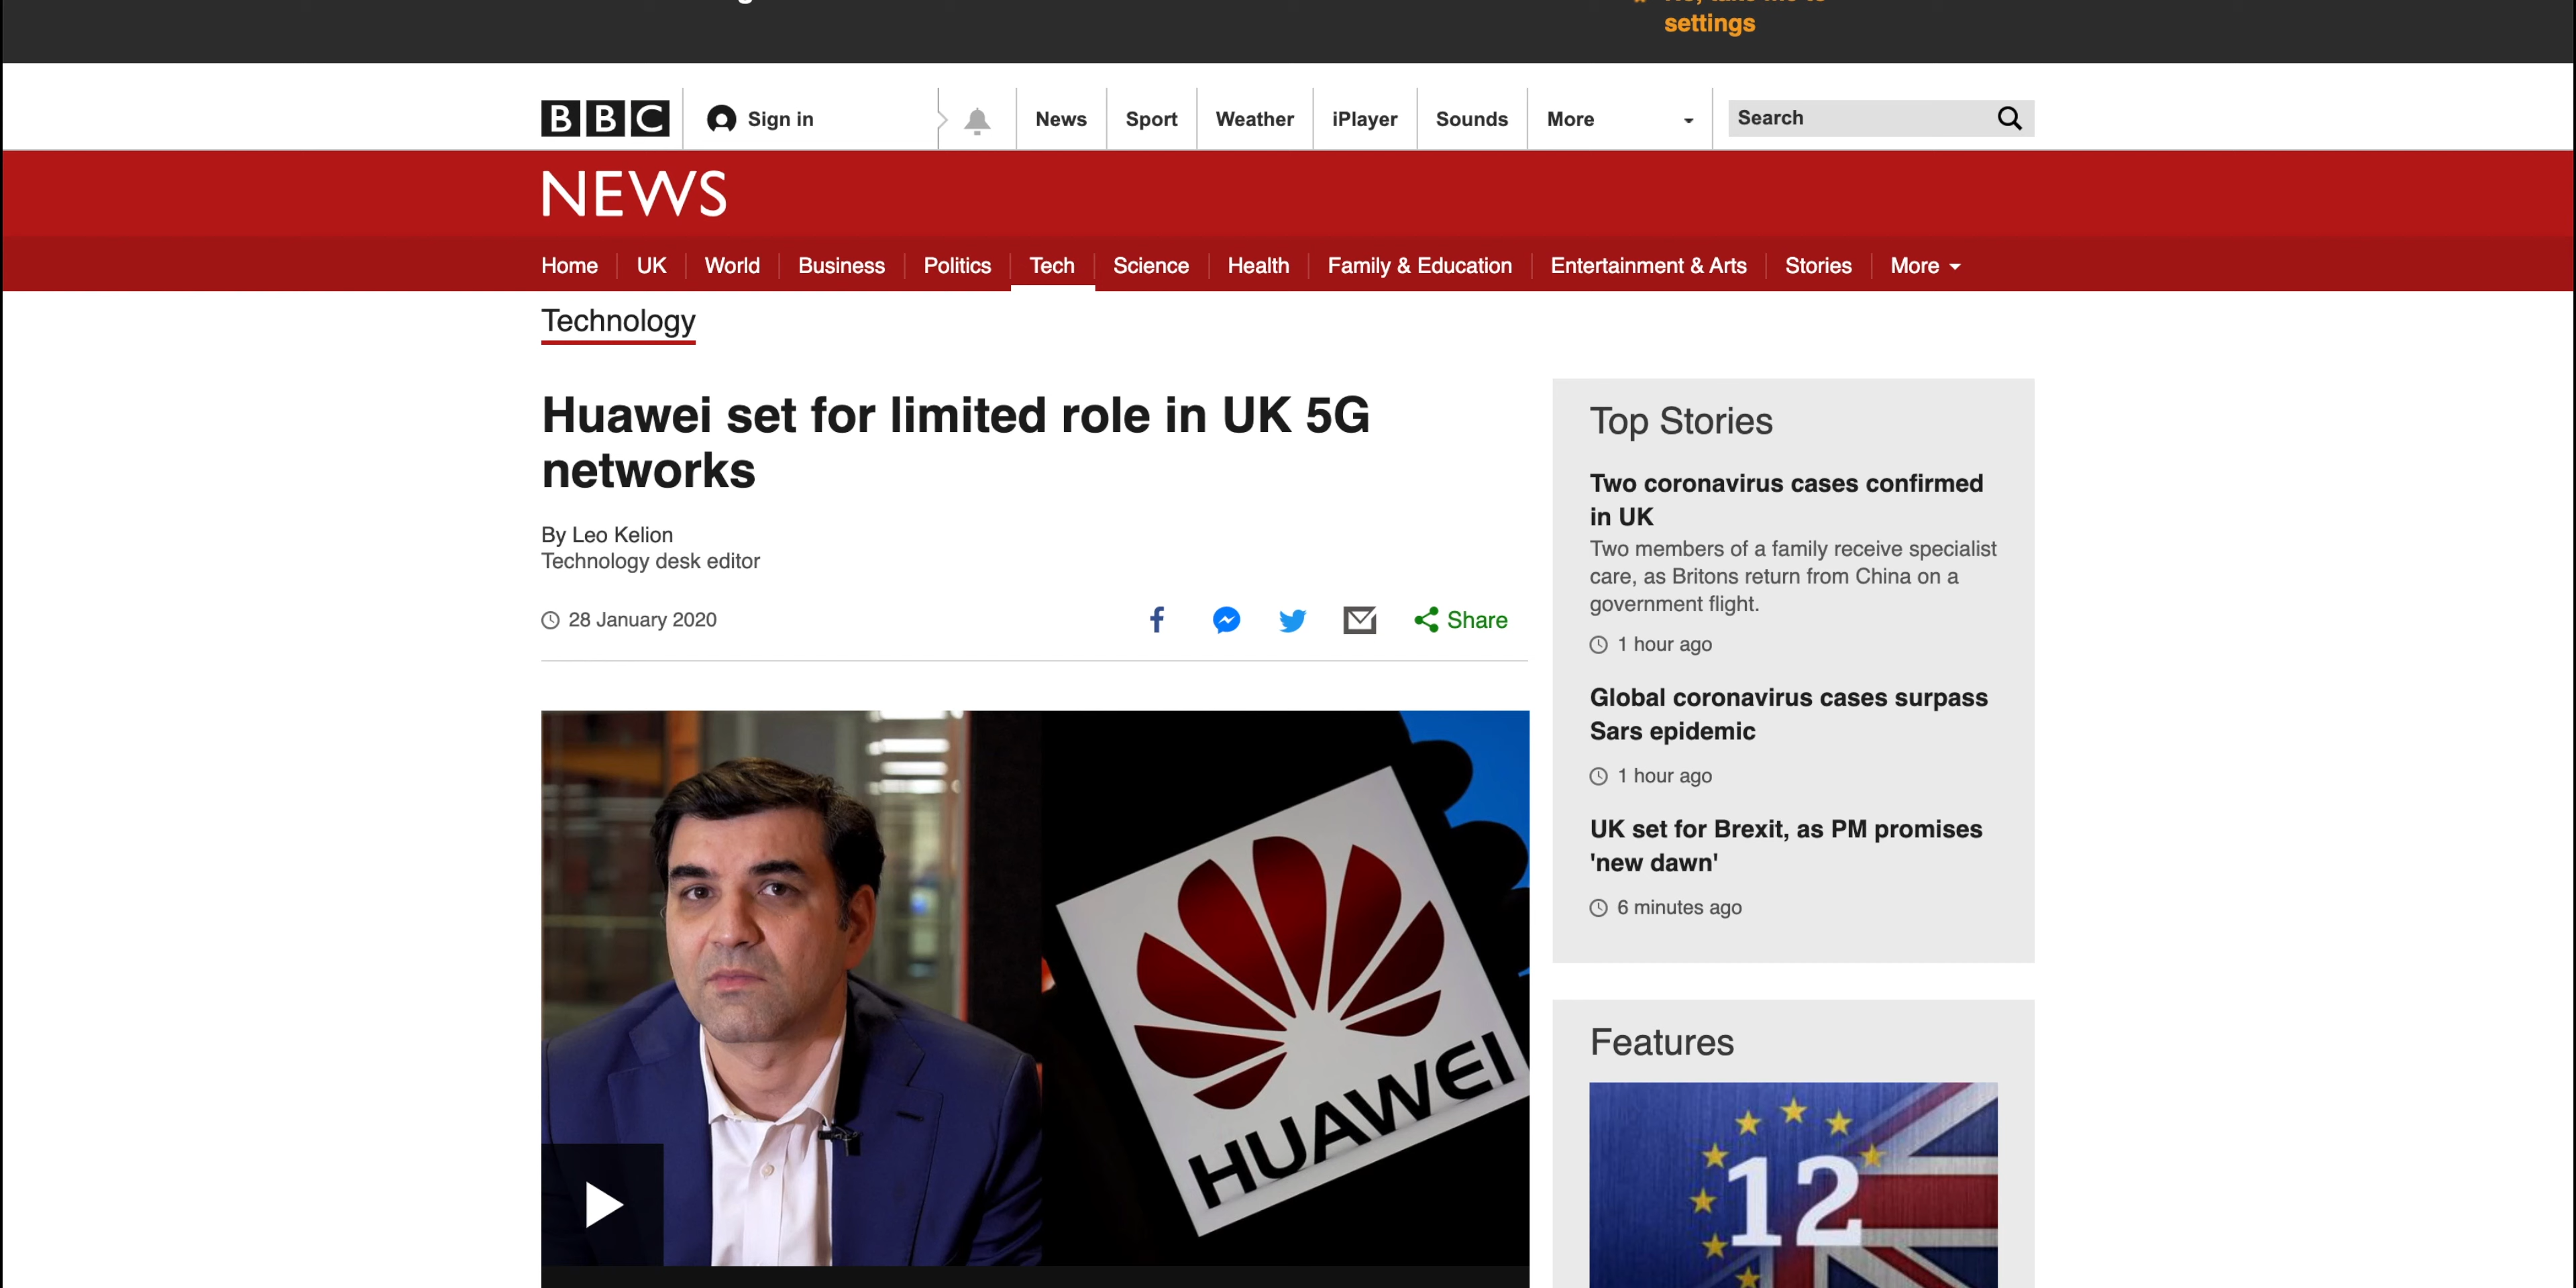 settings
BBC
Sign in
News
Sport
Weather
iPlayer
Sounds
More
Search
NEWS
Home
UK
World
Business
Politics
Tech
Science
Health
Family & Education
Entertainment & Arts
Stories
More
Technology
Huawei set for limited role in UK 5G
networks
By Leo Kelion
Technology desk editor
28 January 2020
Share
HUAWEI
Top Stories
Two coronavirus cases confirmed
in UK
Two members of a family receive specialist
care, as Britons return from China on a
government flight.
1 hour ago
Global coronavirus cases surpass
Sars epidemic
1 hour ago
UK set for Brexit, as PM promises
'new dawn'
6 minutes ago
Features
12